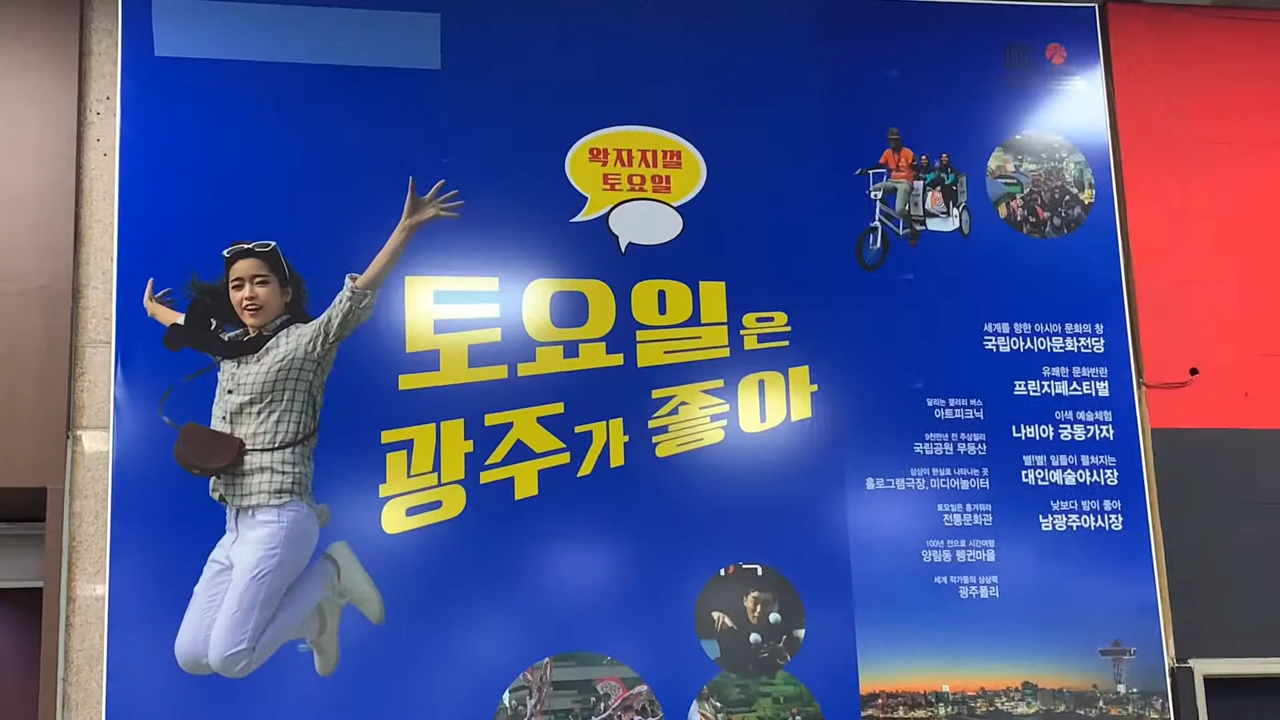 왁자지껄
토요일
토요일은
광주가 좋아
세계를 향한 아시아 문화의 창
국립아시아문화전당
유쾌한 문화반란
프린지페스티벌
이색 예술체험
나비야 궁동가자
별!별! 일들이 펼쳐지는
대인예술야시장
낮보다 밤이 좋아
남광주야시장
달리는 갤러리 버스
아트피크닉
9천만년 전 주상절리
국립공원 무등산
상상이 현실로 나타나는 곳
홀로그램극장, 미디어놀이터
토요일은 흥겨워라
전통문화관
100년 전으로 시간여행
양림동 펭귄마을
세계 작가들의 상상력
광주폴리